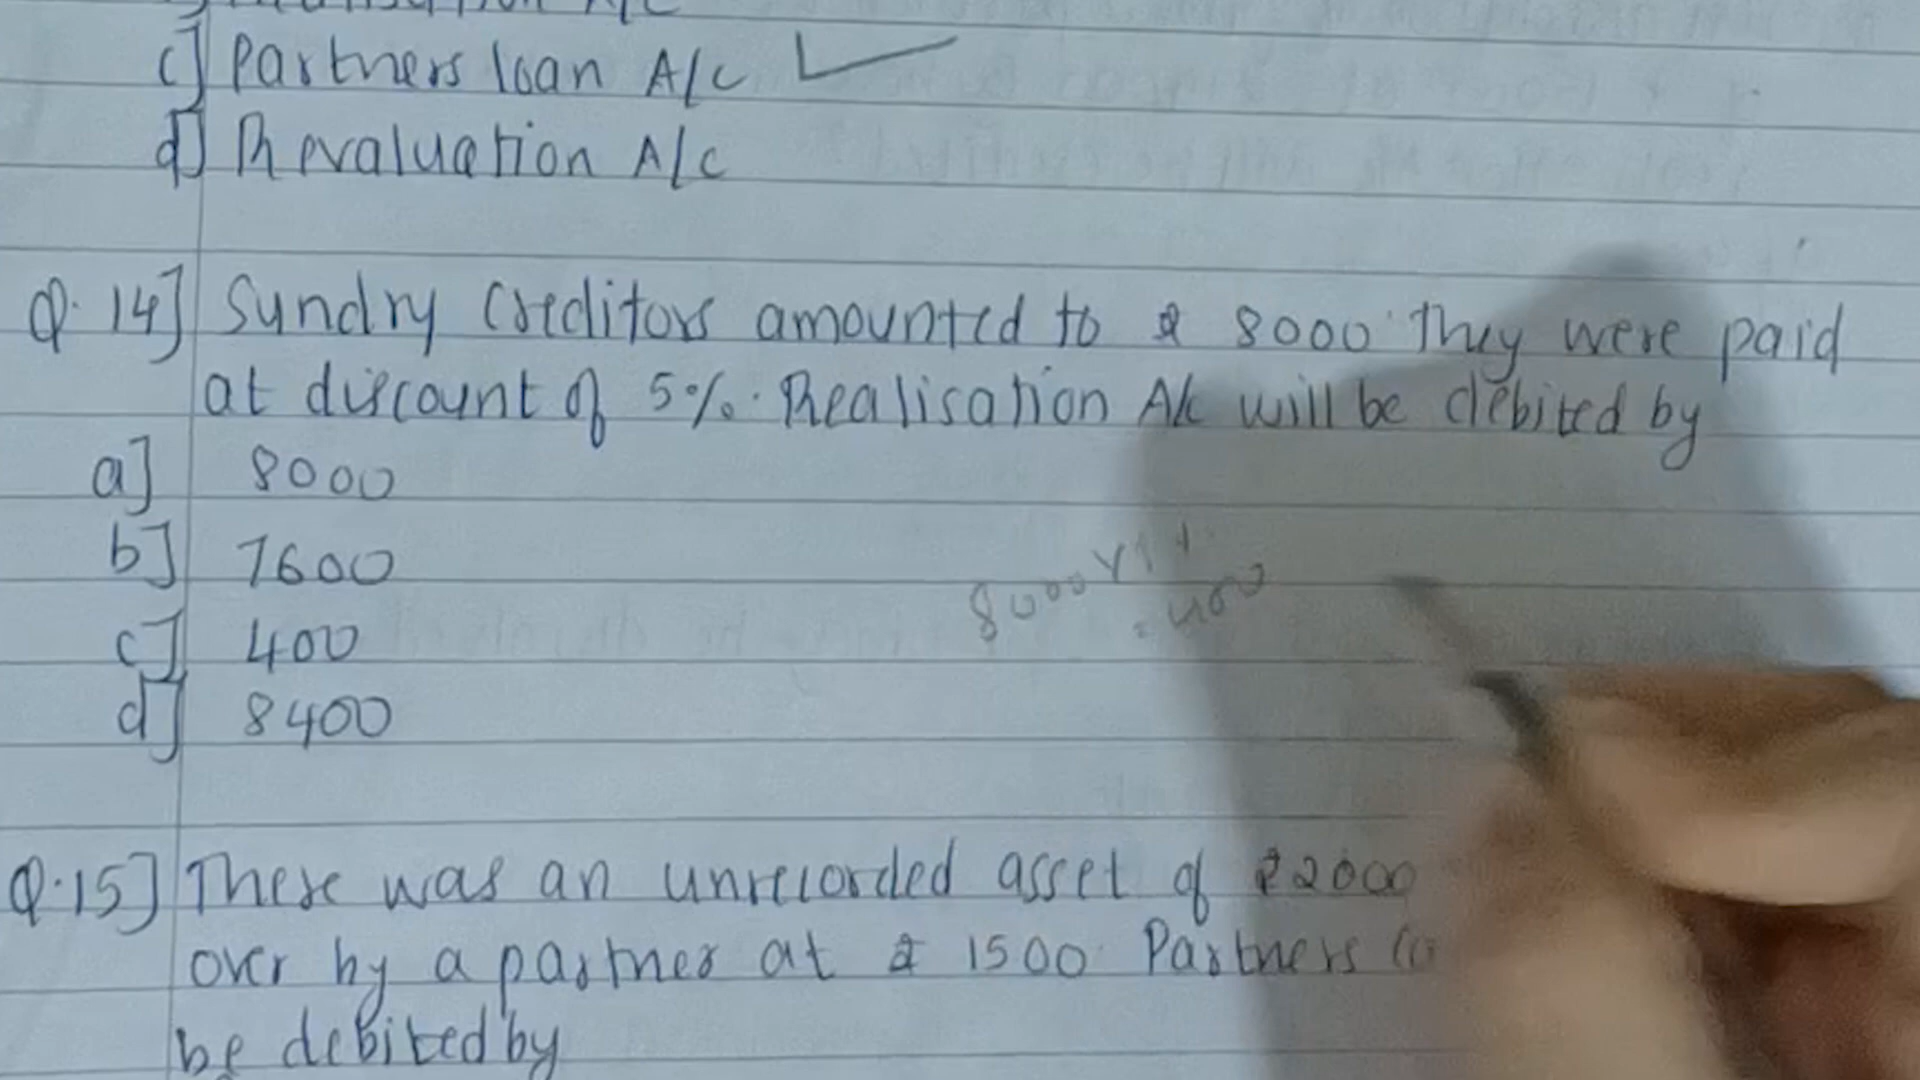 c] Partners loan A/c
d] Revaluation A/c
Q.14] Sundry Creditors amounted to ₹ 8000 They were paid
at discount of 5%. Realisation A/c will be debited by
a] 8000
b] 7600
c] 400
d] 8400
8000
= 400
Q.15] There was an unrecorded asset of ₹2000
over by a partner at ₹ 1500 Partners
be debited by